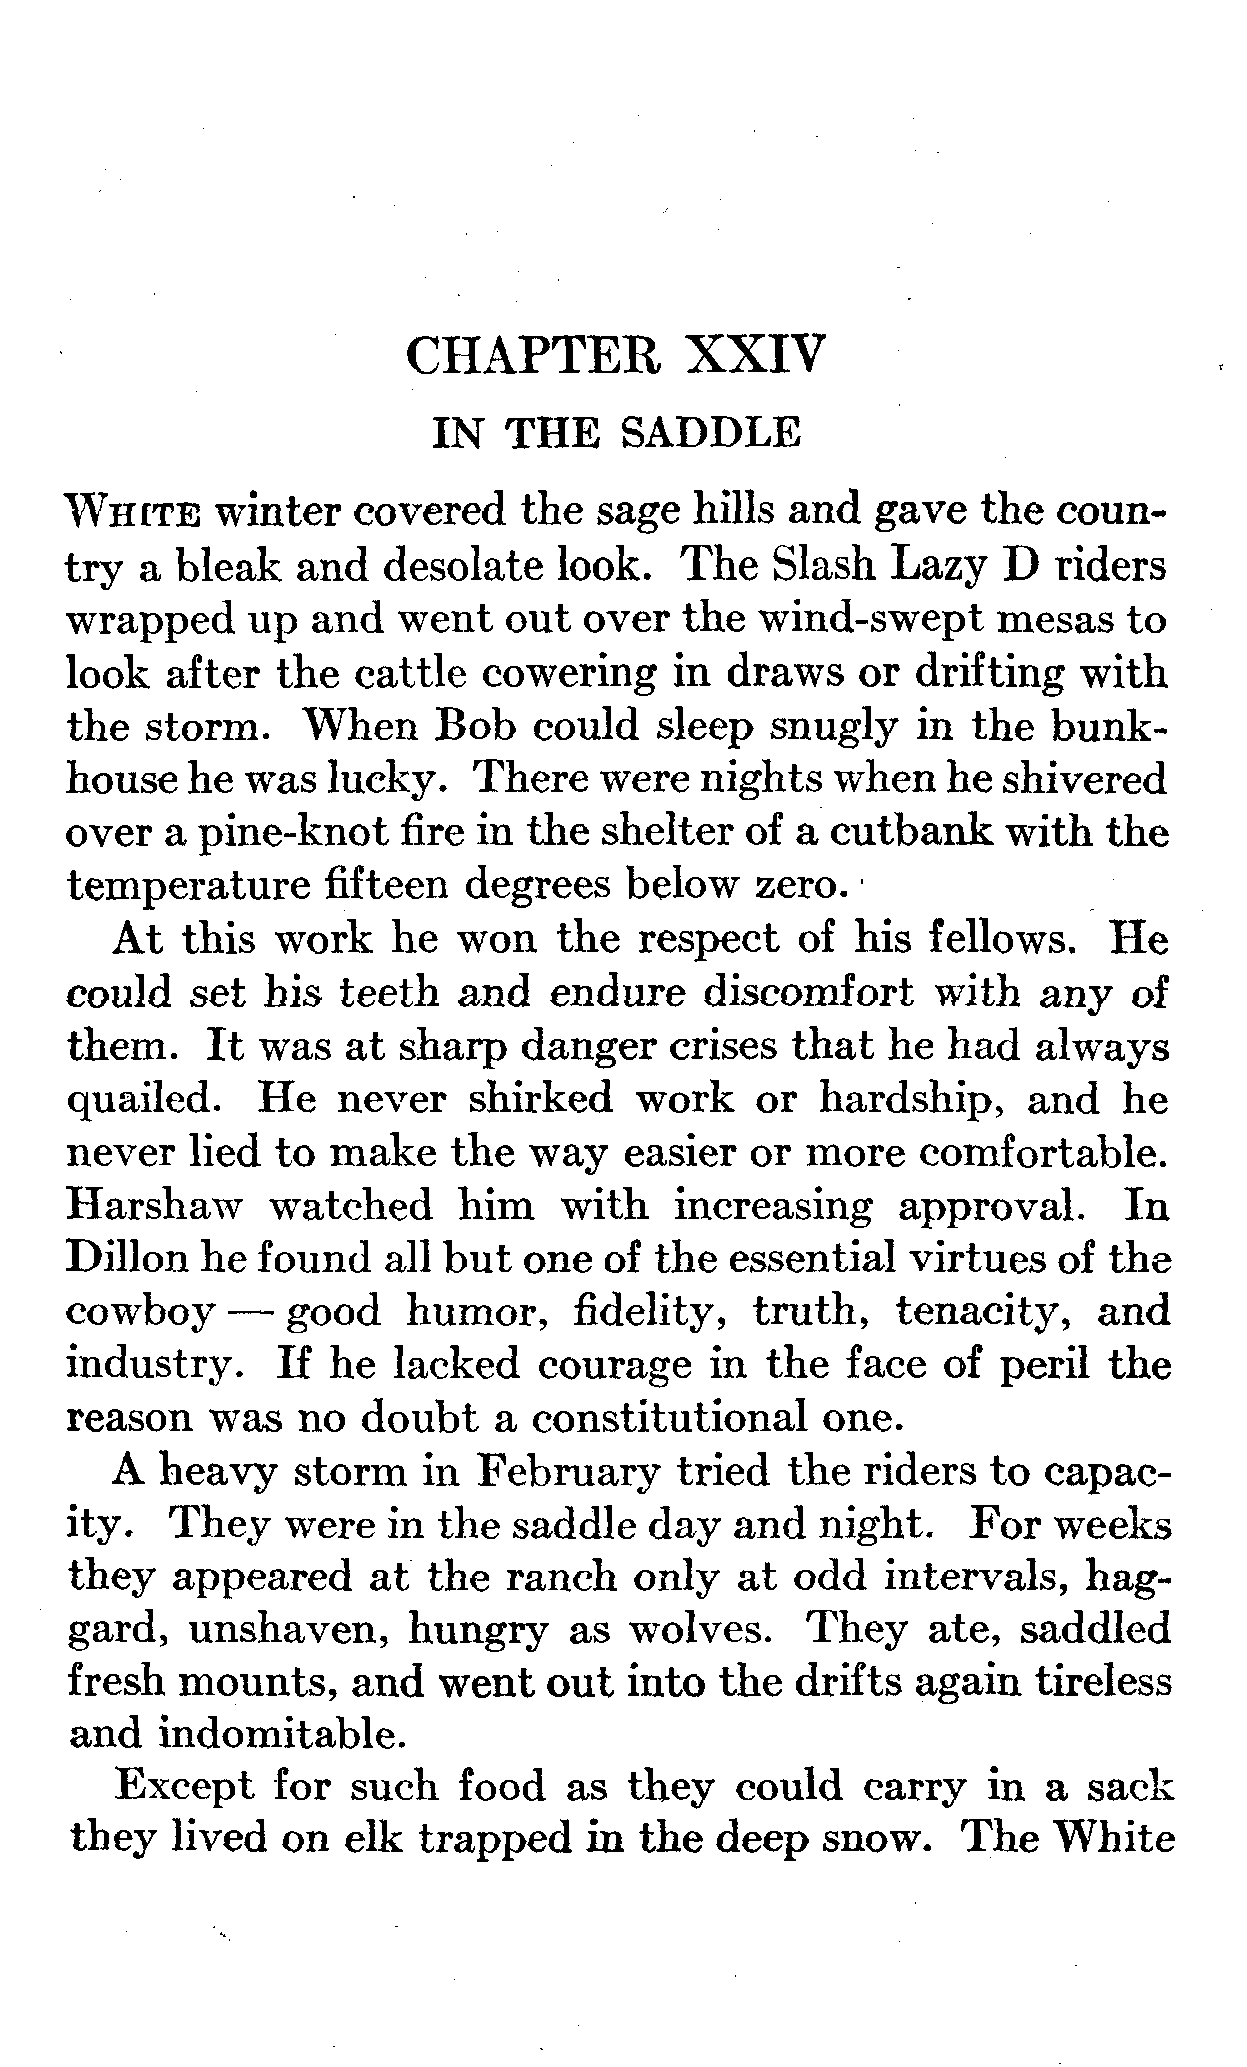 CHAPTER XXIV
IN THE SADDLE
WHITE winter covered the sage hills and gave the coun-
try a bleak and desolate look. The Slash Lazy D riders
wrapped up and went out over the wind-swept mesas to
look after the cattle cowering in draws or drifting with
the storm. When Bob could sleep snugly in the bunk-
house he was lucky. There were nights when he shivered
over a pine-knot fire in the shelter of a cutbank with the
temperature fifteen degrees below zero.
At this work he won the respect of his fellows. He
could set his teeth and endure discomfort with any of
them. It was at sharp danger crises that he had always
quailed. He never shirked work or hardship, and he
never lied to make the way easier or more comfortable.
Harshaw watched him with increasing approval. In
Dillon he found all but one of the essential virtues of the
cowboy — good humor, fidelity, truth, tenacity, and
industry. If he lacked courage in the face of peril the
reason was no doubt a constitutional one.
A heavy storm in February tried the riders to capac-
ity. They were in the saddle day and night. For weeks
they appeared at the ranch only at odd intervals, hag-
gard, unshaven, hungry as wolves. They ate, saddled
fresh mounts, and went out into the drifts again tireless
and indomitable.
Except for such food as they could carry in a sack
they lived on elk trapped in the deep snow. The White